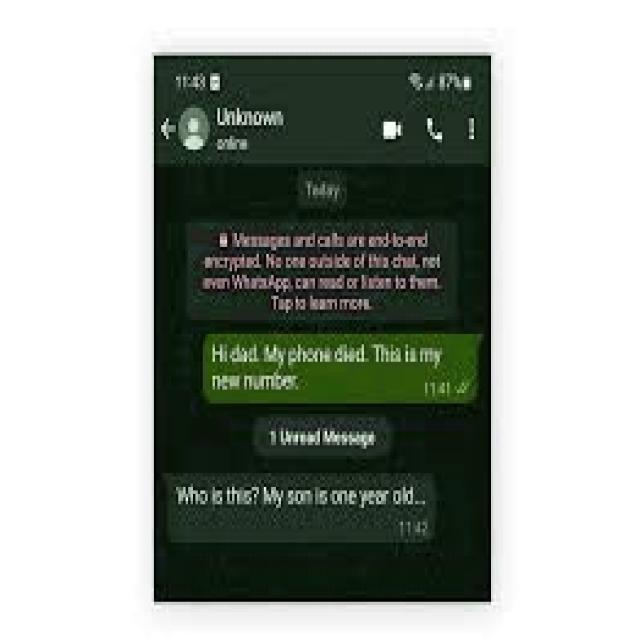 11:43
87%
Unknown
online
Today
Messages and calls are end-to-end
encrypted. No one outside of this chat, not
even WhatsApp, can read or listen to them.
Tap to learn more.
Hi dad. My phone died. This is my
new number.
11:41
1 Unread Message
Who is this? My son is one year old...
11:42